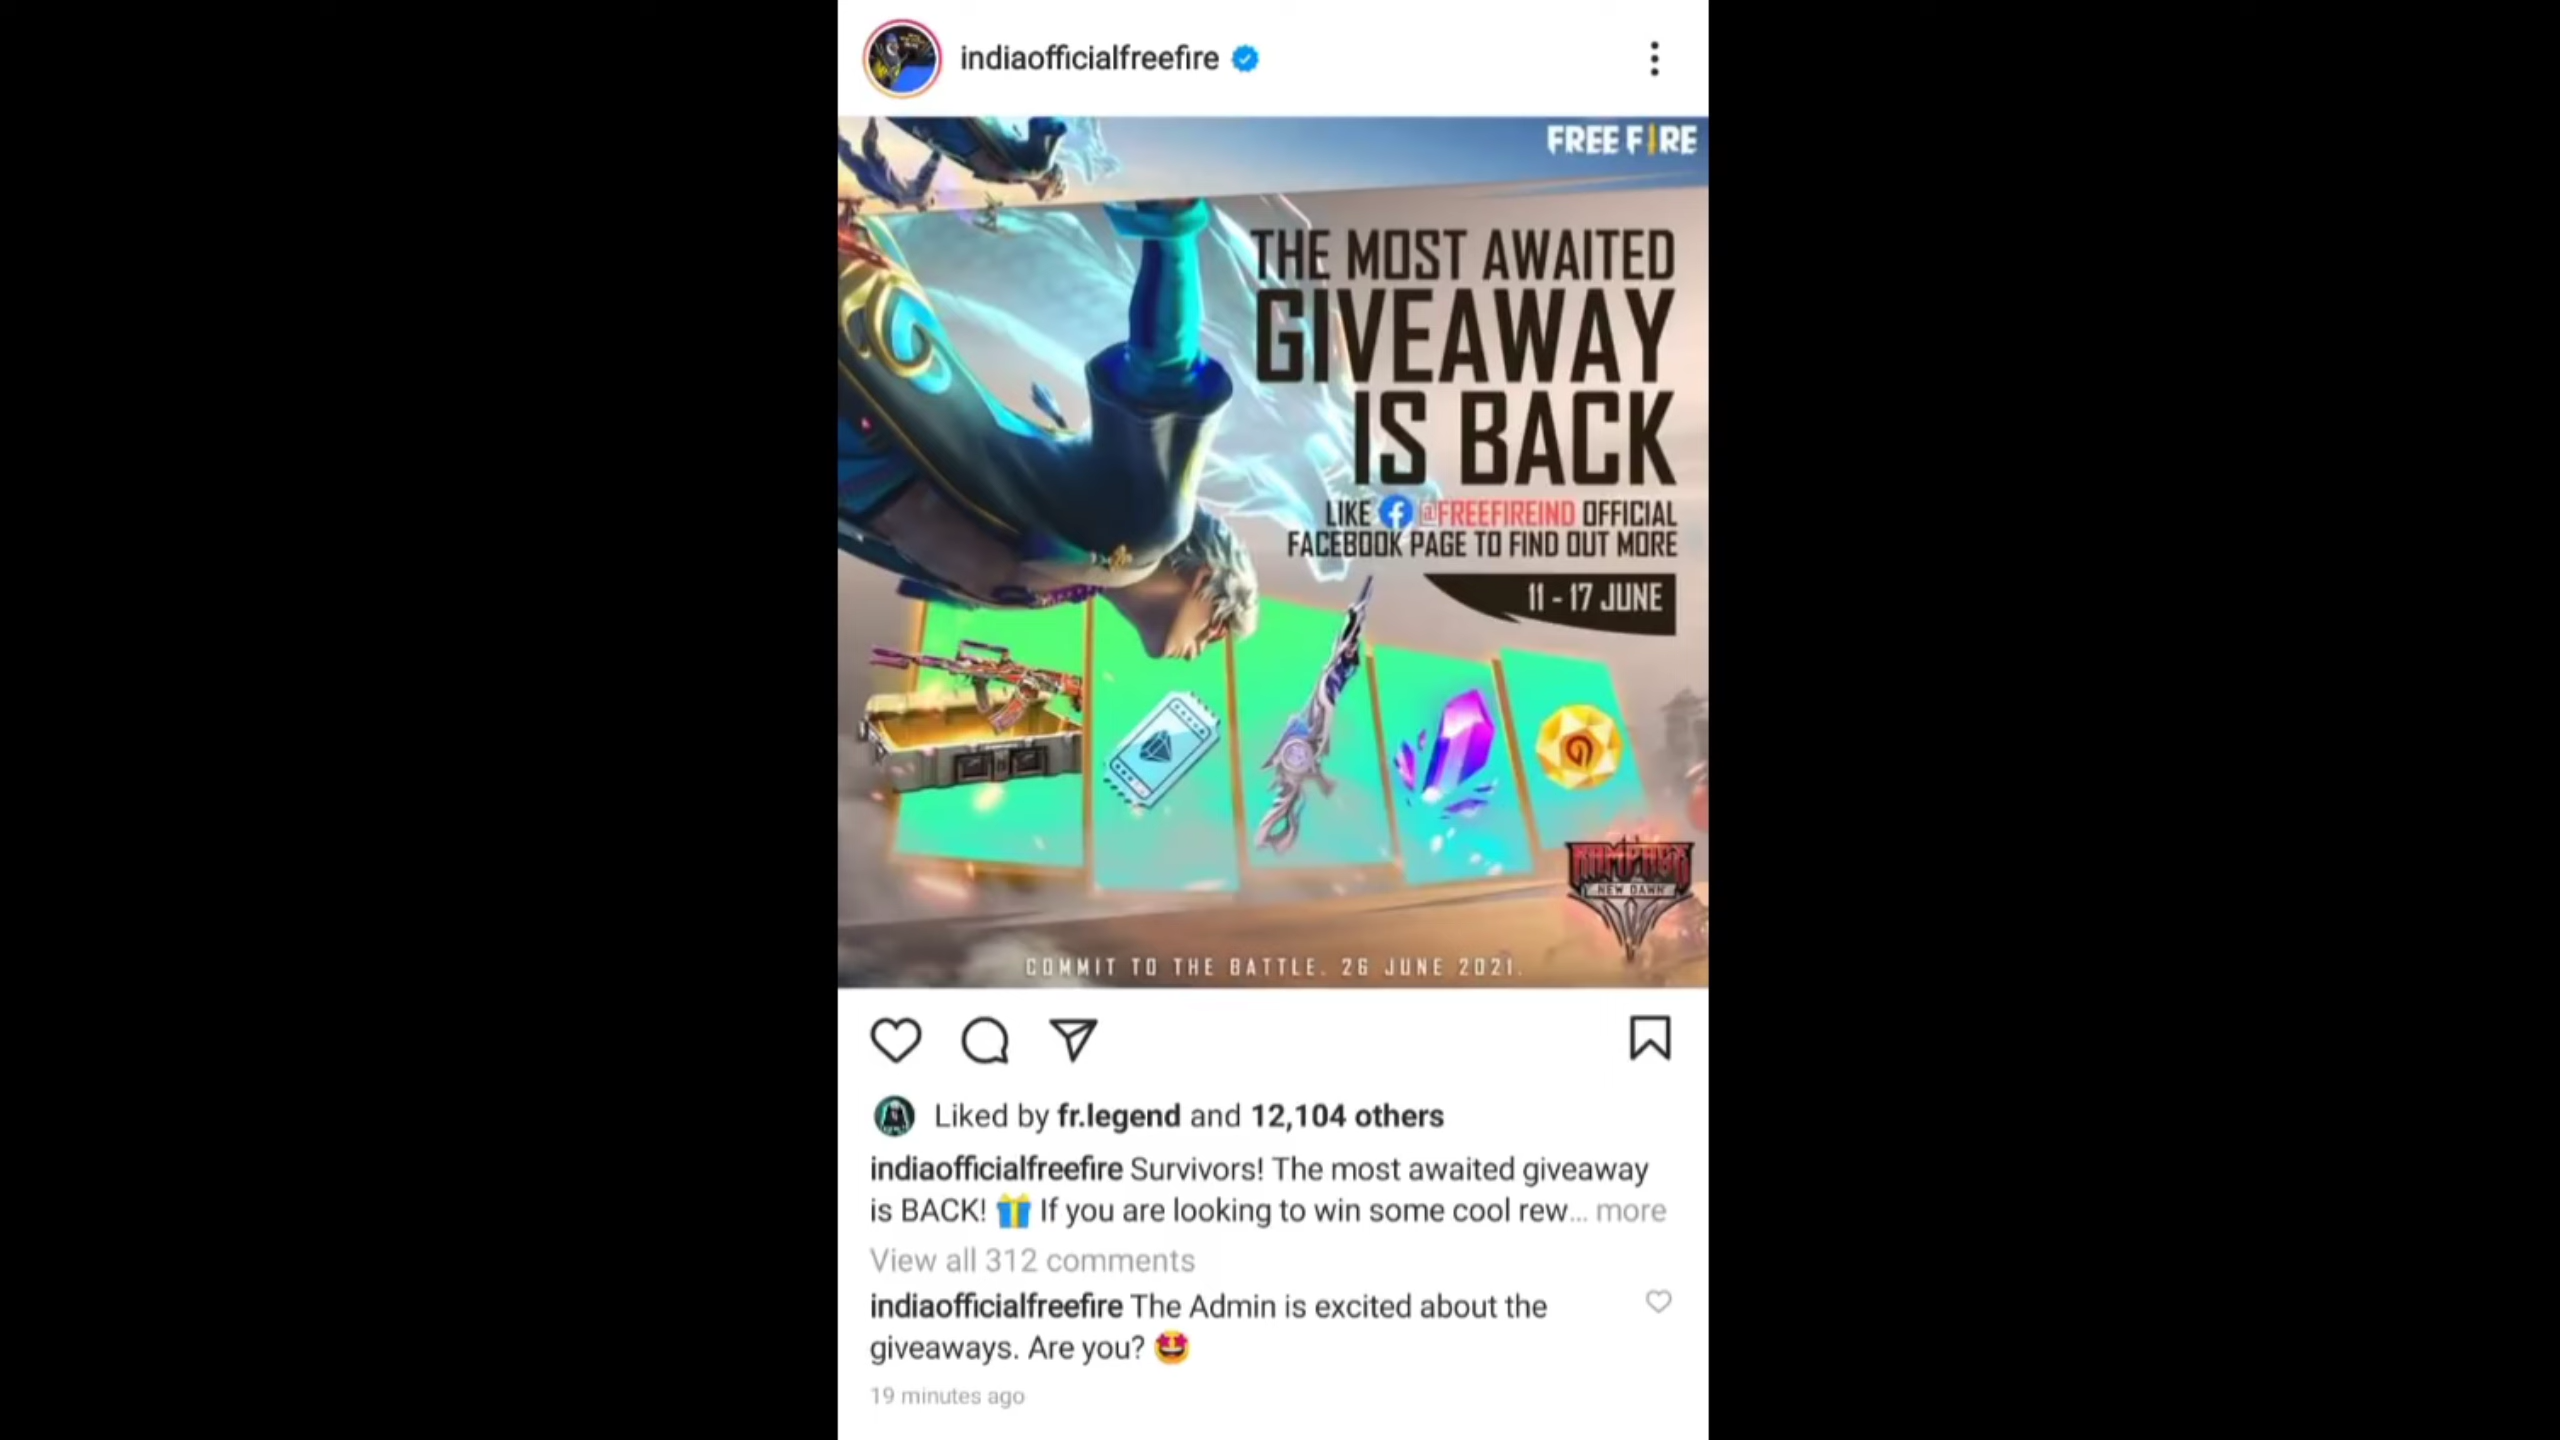 indiaofficialfreefire
FREE FIRE
THE MOST AWAITED
GIVEAWAY
IS BACK
LIKE @FREEFIREIND OFFICIAL
FACEBOOK PAGE TO FIND OUT MORE
11 - 17 JUNE
RAMPAGE
NEW DAWN
COMMIT TO THE BATTLE. 26 JUNE 2021.
Liked by fr.legend and 12,104 others
indiaofficialfreefire Survivors! The most awaited giveaway
is BACK! 🎁 If you are looking to win some cool rew... more
View all 312 comments
indiaofficialfreefire The Admin is excited about the
giveaways. Are you? 🤩
19 minutes ago